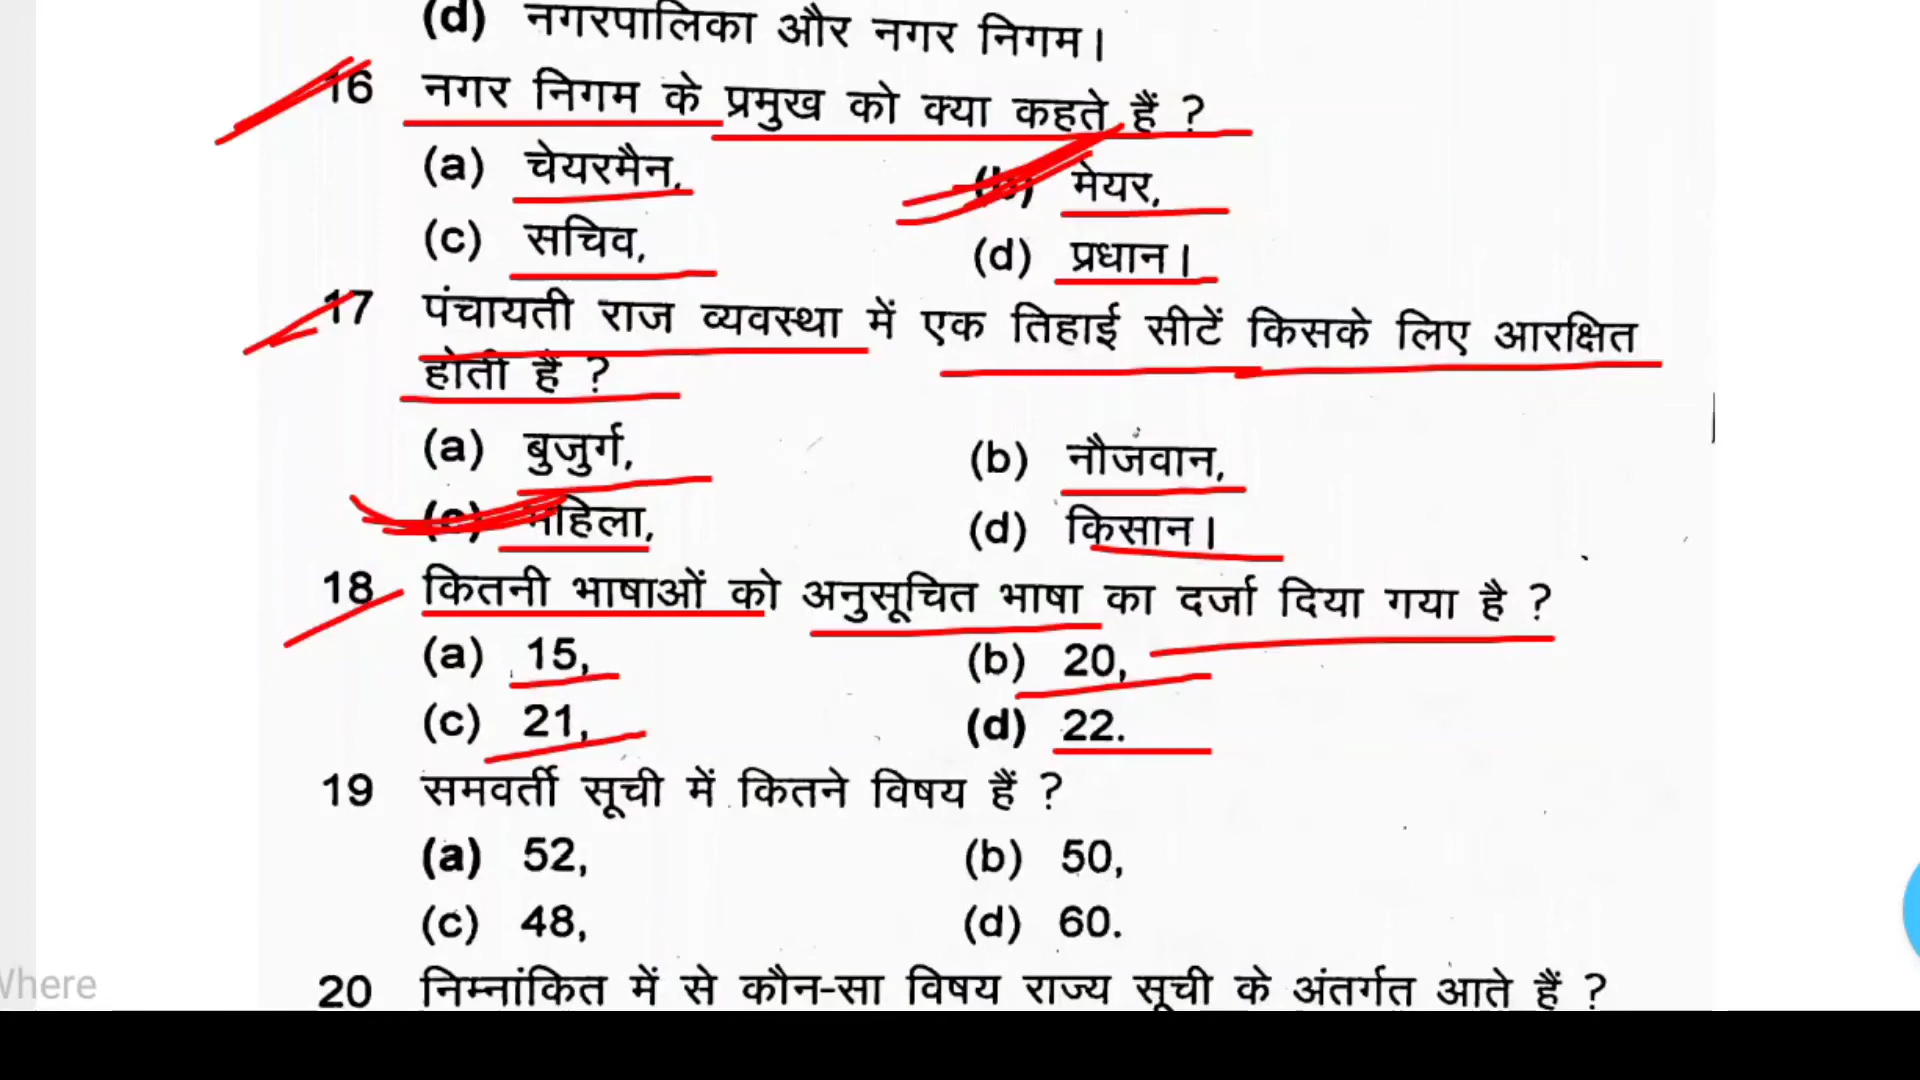 (d) नगरपालिका और नगर निगम।
16 नगर निगम के प्रमुख को क्या कहते हैं ?
(a) चेयरमैन, (b) मेयर,
(c) सचिव, (d) प्रधान।
17 पंचायती राज व्यवस्था में एक तिहाई सीटें किसके लिए आरक्षित
होती हैं ?
(a) बुजुर्ग, (b) नौजवान,
(c) महिला, (d) किसान।
18 कितनी भाषाओं को अनुसूचित भाषा का दर्जा दिया गया है ?
(a) 15, (b) 20,
(c) 21, (d) 22.
19 समवर्ती सूची में कितने विषय हैं ?
(a) 52, (b) 50,
(c) 48, (d) 60.
20 निम्नांकित में से कौन-सा विषय राज्य सूची के अंतर्गत आते हैं ?
Where